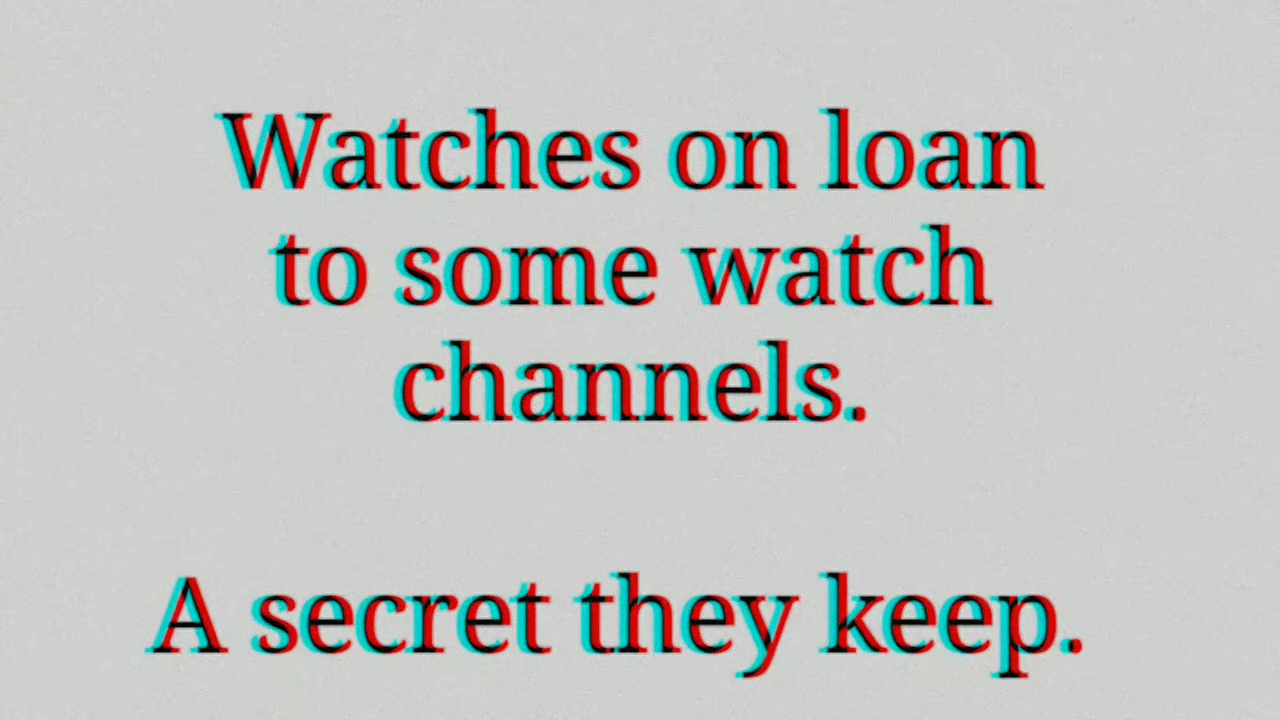 Watches on loan
to some watch
channels.
A secret they keep.